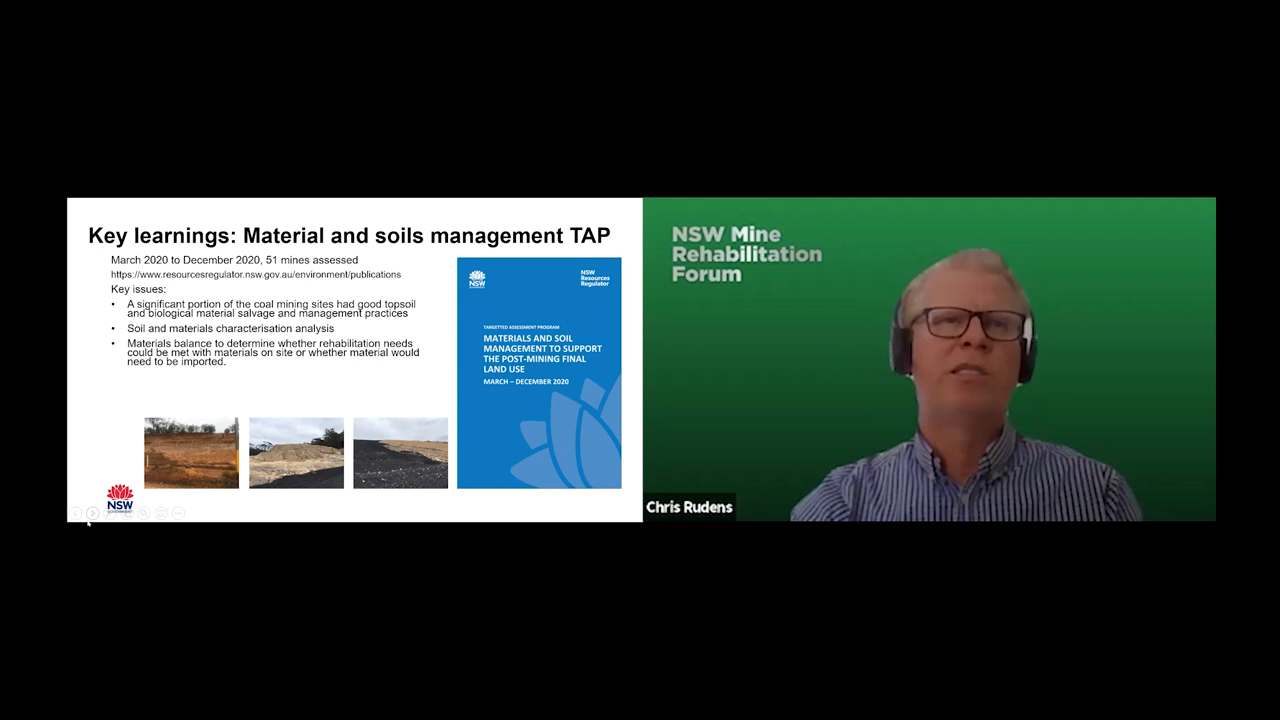 Key learnings: Material and soils management TAP
March 2020 to December 2020, 51 mines assessed
https://www.resourcesregulator.nsw.gov.au/environment/publications
Key issues:
• A significant portion of the coal mining sites had good topsoil
and biological material salvage and management practices
• Soil and materials characterisation analysis
• Materials balance to determine whether rehabilitation needs
could be met with materials on site or whether material would
need to be imported.
NSW
GOVERNMENT
NSW
NSW
Resources
Regulator
TARGETTED ASSESSMENT PROGRAM
MATERIALS AND SOIL
MANAGEMENT TO SUPPORT
THE POST-MINING FINAL
LAND USE
MARCH – DECEMBER 2020
NSW Mine
Rehabilitation
Forum
Chris Rudens